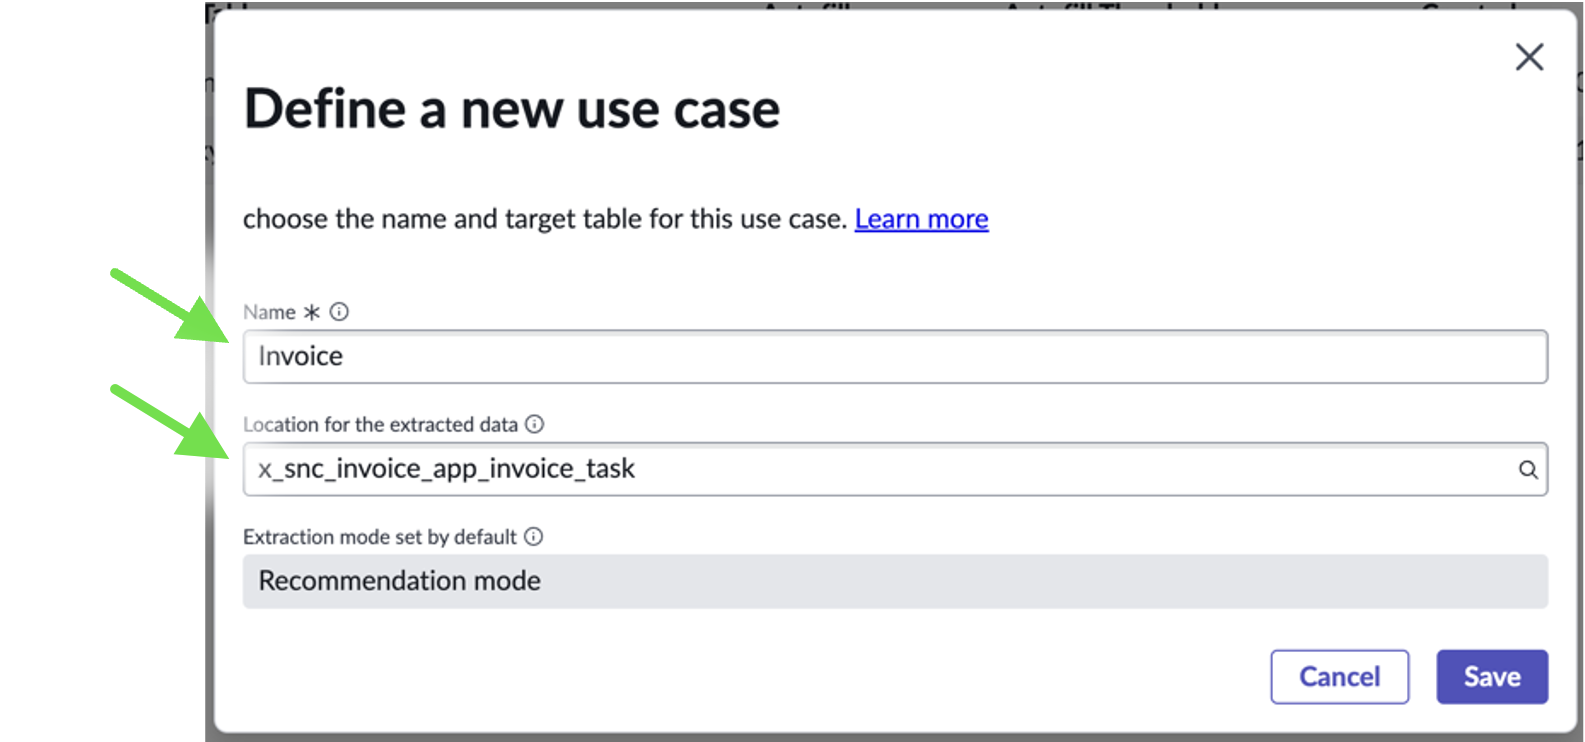 Define a new use case
choose the name and target table for this use case. Learn more
Name *
Invoice
Location for the extracted data
x_snc_invoice_app_invoice_task
Extraction mode set by default
Recommendation mode
Cancel Save